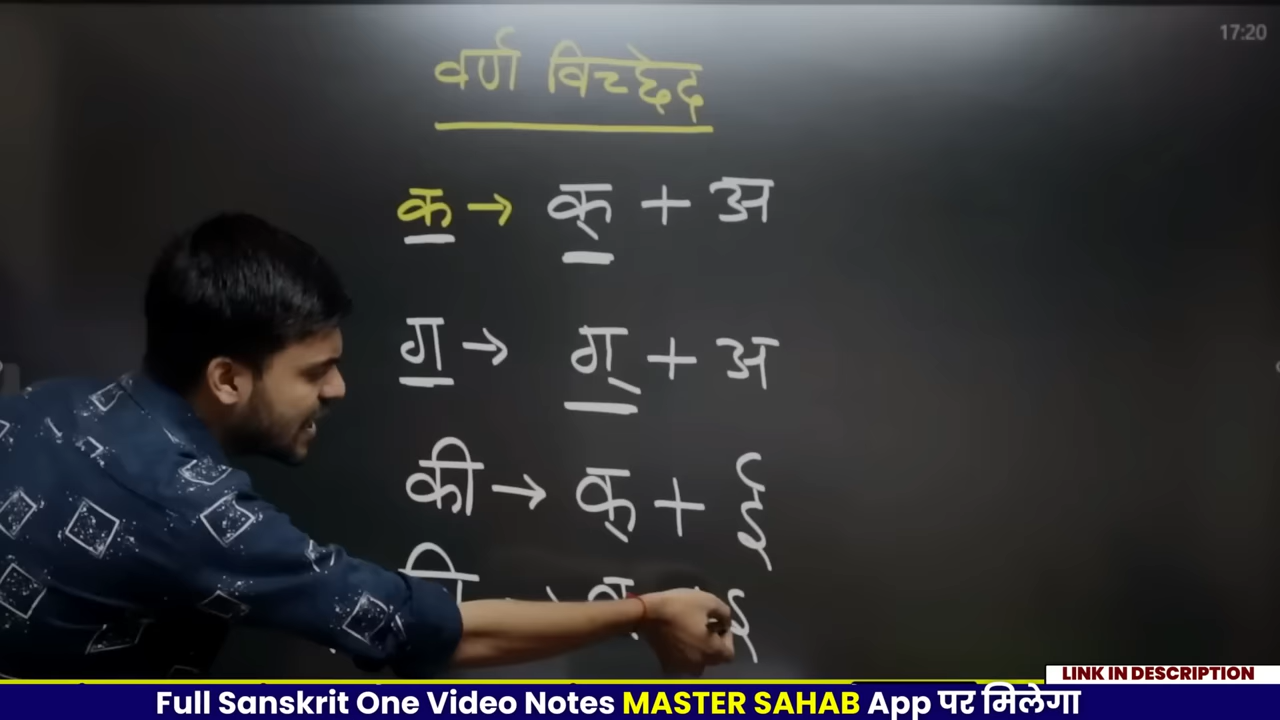 17:20
वर्ण विच्छेद
क → क् + अ
ग → ग् + अ
की → क् + ई
LINK IN DESCRIPTION
Full Sanskrit One Video Notes MASTER SAHAB App पर मिलेगा